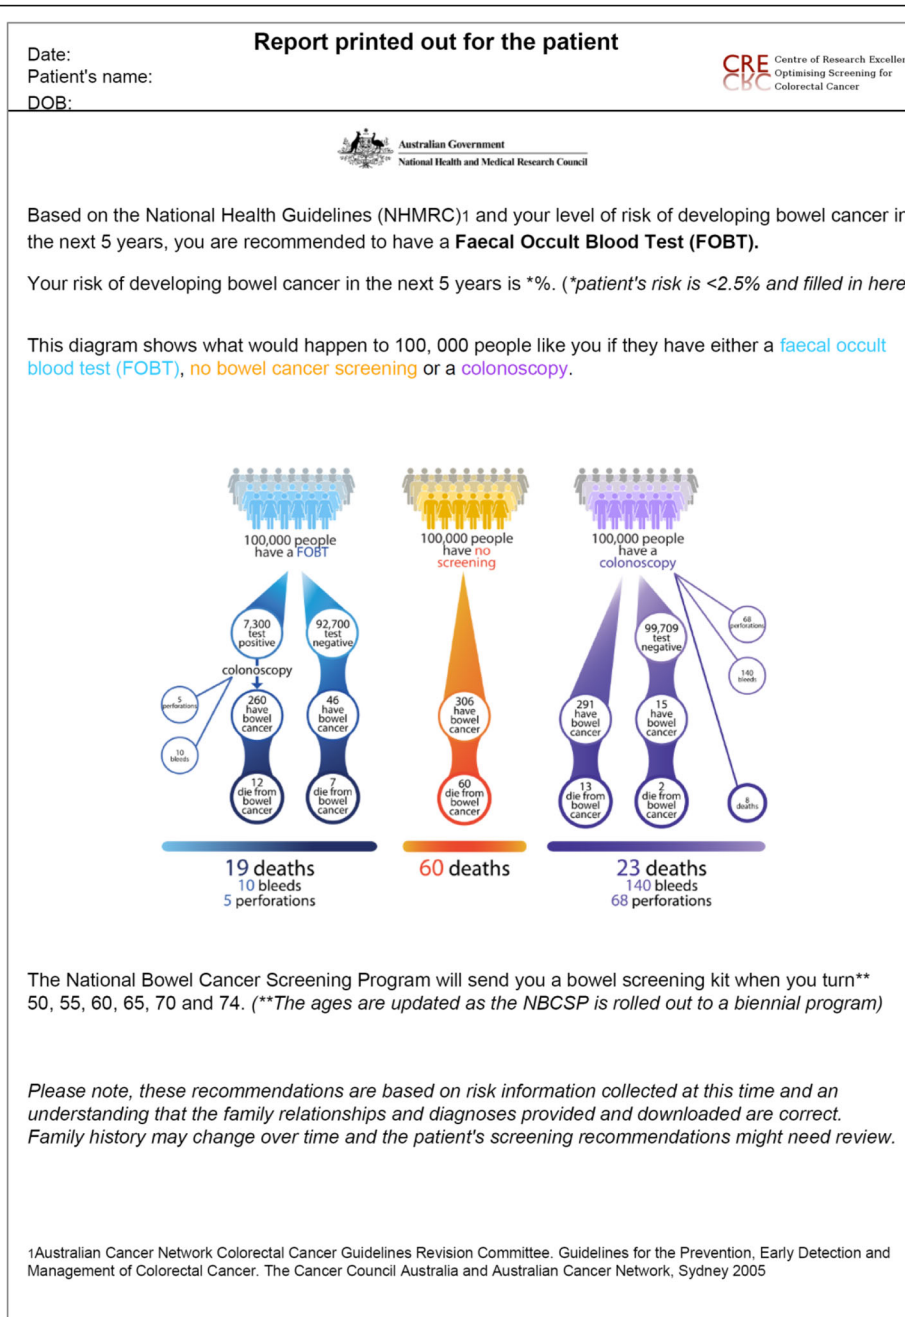 Report printed out for the patient
Date:
Patient's name:
DOB:
CRE
CRC
Centre of Research Excellen
Optimising Screening for
Colorectal Cancer
Australian Government
National Health and Medical Research Council
Based on the National Health Guidelines (NHMRC)1 and your level of risk of developing bowel cancer in
the next 5 years, you are recommended to have a Faecal Occult Blood Test (FOBT).
Your risk of developing bowel cancer in the next 5 years is *%. (*patient's risk is <2.5% and filled in here
This diagram shows what would happen to 100, 000 people like you if they have either a faecal occult
blood test (FOBT), no bowel cancer screening or a colonoscopy.
100,000 people
have a FOBT
7,300
test
positive
92,700
test
negative
colonoscopy
5
perforations
10
bleeds
260
have
bowel
cancer
46
have
bowel
cancer
12
die from
bowel
cancer
7
die from
bowel
cancer
19 deaths
10 bleeds
5 perforations
100,000 people
have no
screening
306
have
bowel
cancer
60
die from
bowel
cancer
60 deaths
100,000 people
have a
colonoscopy
99,709
test
negative
68
perforations
140
bleeds
291
have
bowel
cancer
15
have
bowel
cancer
13
die from
bowel
cancer
2
die from
bowel
cancer
8
deaths
23 deaths
140 bleeds
68 perforations
The National Bowel Cancer Screening Program will send you a bowel screening kit when you turn**
50, 55, 60, 65, 70 and 74. (**The ages are updated as the NBCSP is rolled out to a biennial program)
Please note, these recommendations are based on risk information collected at this time and an
understanding that the family relationships and diagnoses provided and downloaded are correct.
Family history may change over time and the patient's screening recommendations might need review.
1Australian Cancer Network Colorectal Cancer Guidelines Revision Committee. Guidelines for the Prevention, Early Detection and
Management of Colorectal Cancer. The Cancer Council Australia and Australian Cancer Network, Sydney 2005